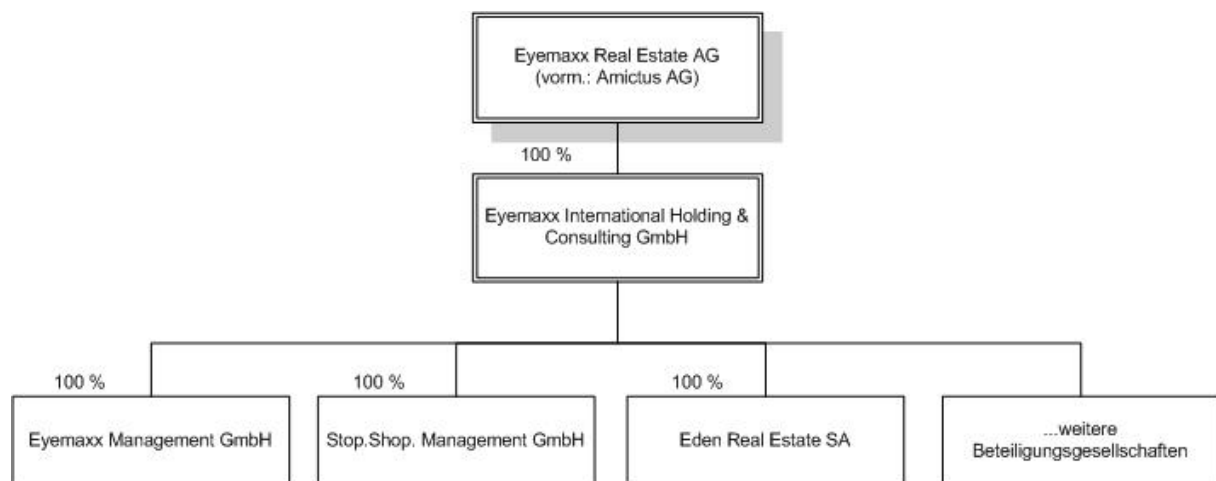 Eyemaxx Real Estate AG
(vorm.: Amictus AG)
100 %
Eyemaxx International Holding &
Consulting GmbH
100 %
100 %
100 %
Eyemaxx Management GmbH
Stop.Shop. Management GmbH
Eden Real Estate SA
...weitere
Beteiligungsgesellschaften